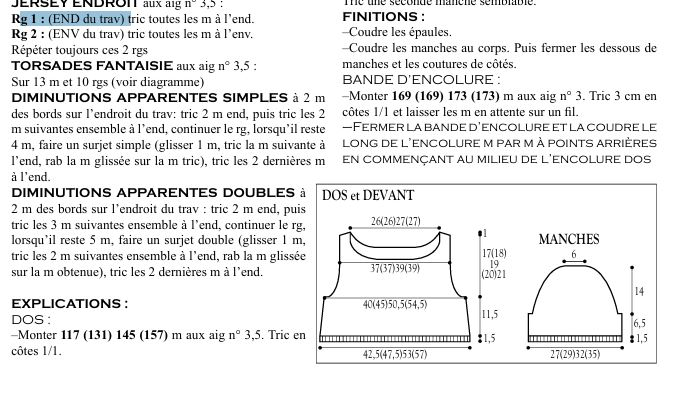 JERSEY ENDROIT aux aig n° 3,5 :
Rg 1 : (END du trav) tric toutes les m à l'end.
Rg 2 : (ENV du trav) tric toutes les m à l'env.
Répéter toujours ces 2 rgs
TORSADES FANTAISIE aux aig n° 3,5 :
Sur 13 m et 10 rgs (voir diagramme)
DIMINUTIONS APPARENTES SIMPLES à 2 m
des bords sur l'endroit du trav: tric 2 m end, puis tric les 2
m suivantes ensemble à l'end, continuer le rg, lorsqu'il reste
4 m, faire un surjet simple (glisser 1 m, tric la m suivante à
l'end, rab la m glissée sur la m tric), tric les 2 dernières m
à l'end.
DIMINUTIONS APPARENTES DOUBLES à
2 m des bords sur l'endroit du trav : tric 2 m end, puis
tric les 3 m suivantes ensemble à l'end, continuer le rg,
lorsqu'il reste 5 m, faire un surjet double (glisser 1 m,
tric les 2 m suivantes ensemble à l'end, rab la m glissée
sur la m obtenue), tric les 2 dernières m à l'end.
EXPLICATIONS :
DOS :
–Monter 117 (131) 145 (157) m aux aig n° 3,5. Tric en
côtes 1/1.
Tric une seconde manche semblable.
FINITIONS :
–Coudre les épaules.
–Coudre les manches au corps. Puis fermer les dessous de
manches et les coutures de côtés.
BANDE D'ENCOLURE :
–Monter 169 (169) 173 (173) m aux aig n° 3. Tric 3 cm en
côtes 1/1 et laisser les m en attente sur un fil.
–FERMER LA BANDE D'ENCOLURE ET LA COUDRE LE
LONG DE L'ENCOLURE M PAR M À POINTS ARRIÈRES
EN COMMENÇANT AU MILIEU DE L'ENCOLURE DOS
DOS et DEVANT
26(26)27(27)
1
17(18)
19
(20)21
37(37)39(39)
40(45)50,5(54,5)
11,5
1,5
42,5(47,5)53(57)
MANCHES
6
14
6,5
1,5
27(29)32(35)